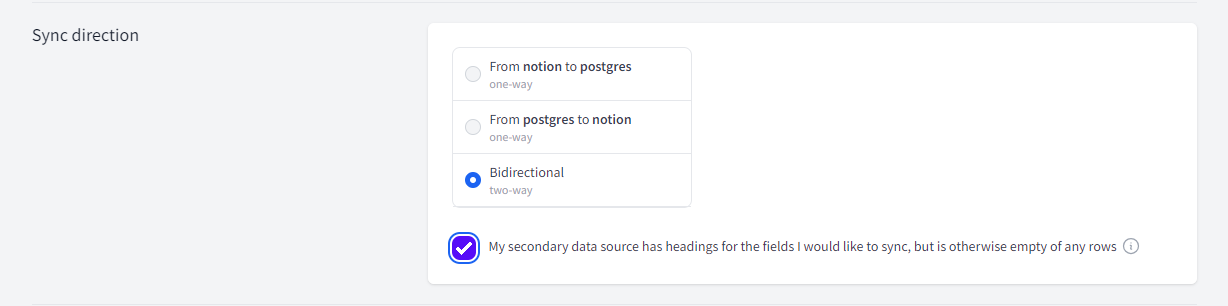 Sync direction
From notion to postgres
one-way
From postgres to notion
one-way
Bidirectional
two-way
My secondary data source has headings for the fields I would like to sync, but is otherwise empty of any rows